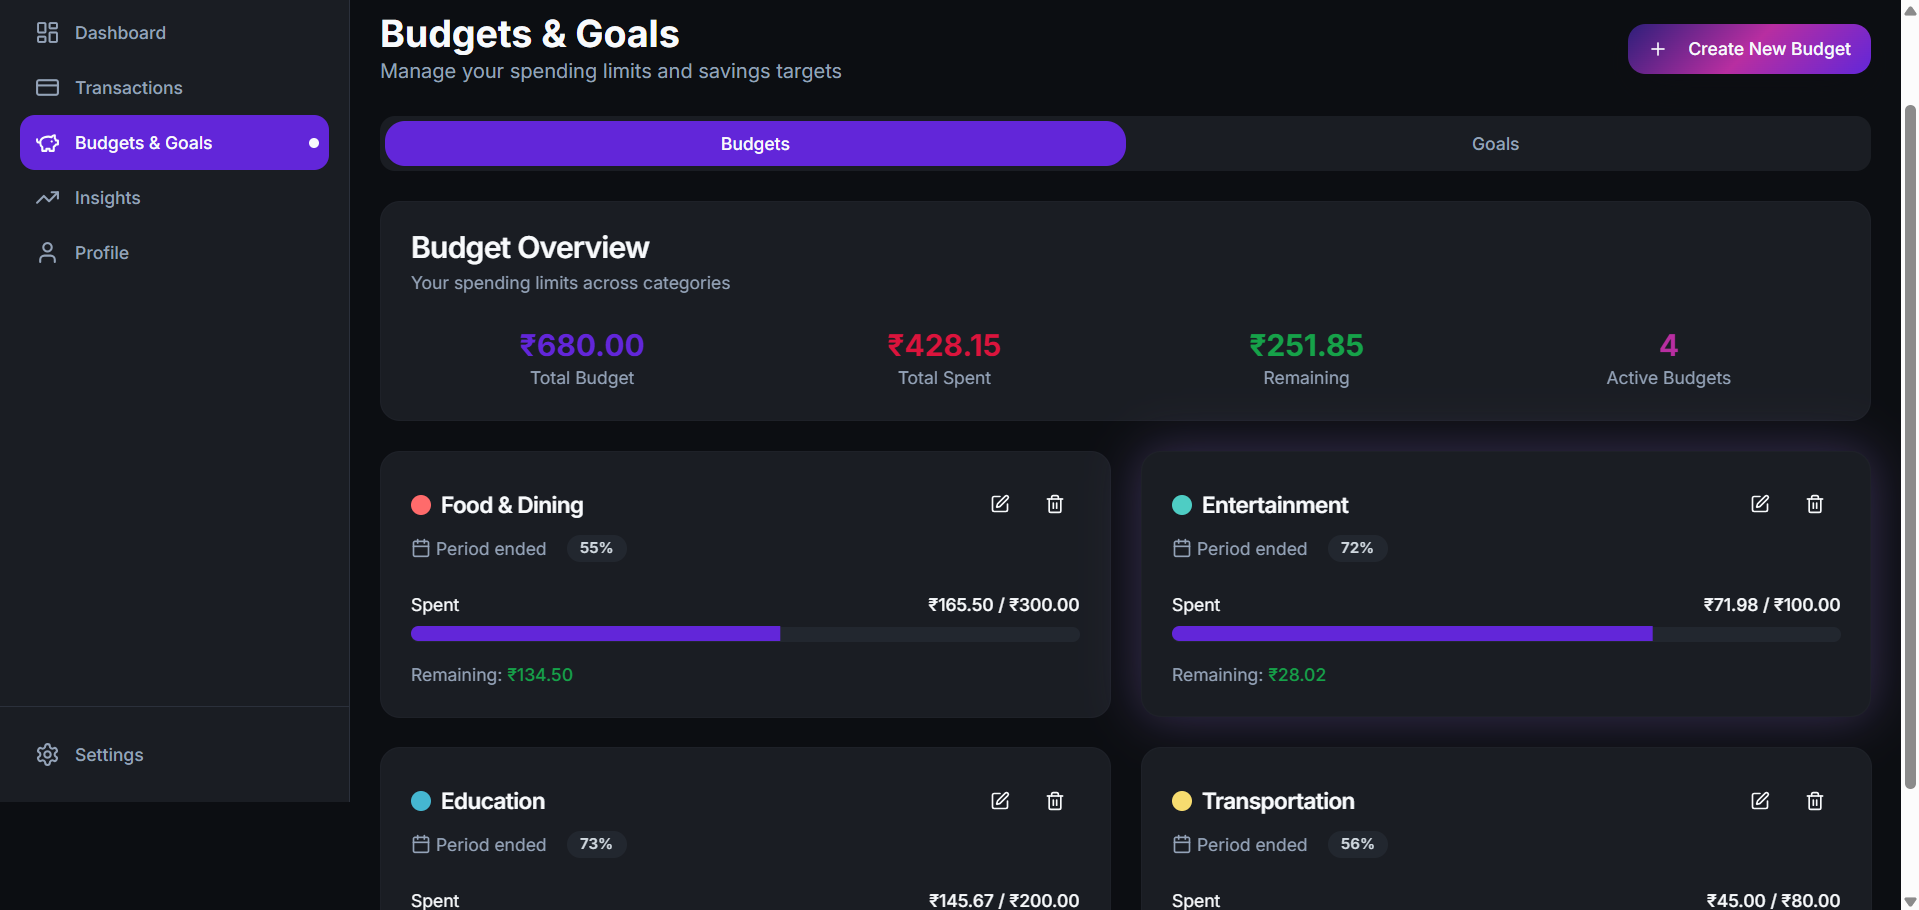 Dashboard
Transactions
Budgets & Goals
Insights
Profile
Settings
Budgets & Goals
Manage your spending limits and savings targets
+ Create New Budget
Budgets
Goals
Budget Overview
Your spending limits across categories
₹680.00
Total Budget
₹428.15
Total Spent
₹251.85
Remaining
4
Active Budgets
Food & Dining
Period ended 55%
Spent ₹165.50 / ₹300.00
Remaining: ₹134.50
Entertainment
Period ended 72%
Spent ₹71.98 / ₹100.00
Remaining: ₹28.02
Education
Period ended 73%
Spent ₹145.67 / ₹200.00
Transportation
Period ended 56%
Spent ₹45.00 / ₹80.00